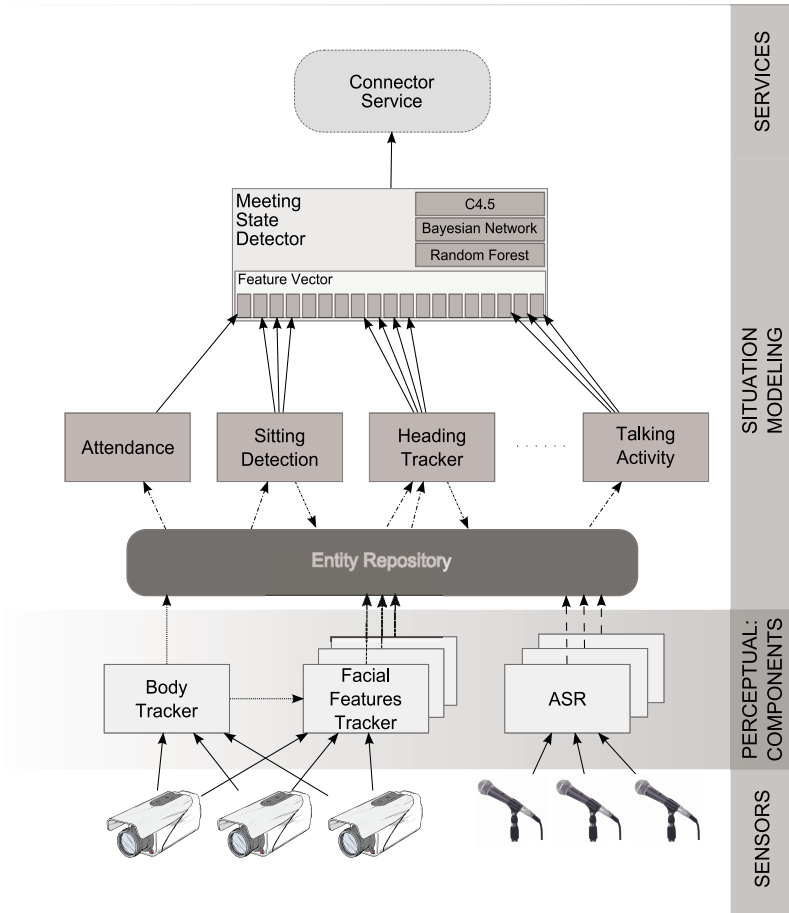 Connector
Service
SERVICES
Meeting
State
Detector
C4.5
Bayesian Network
Random Forest
Feature Vector
SITUATION
MODELING
Attendance
Sitting
Detection
Heading
Tracker
. . . . . .
Talking
Activity
Entity Repository
PERCEPTUAL:
COMPONENTS
Body
Tracker
Facial
Features
Tracker
ASR
SENSORS